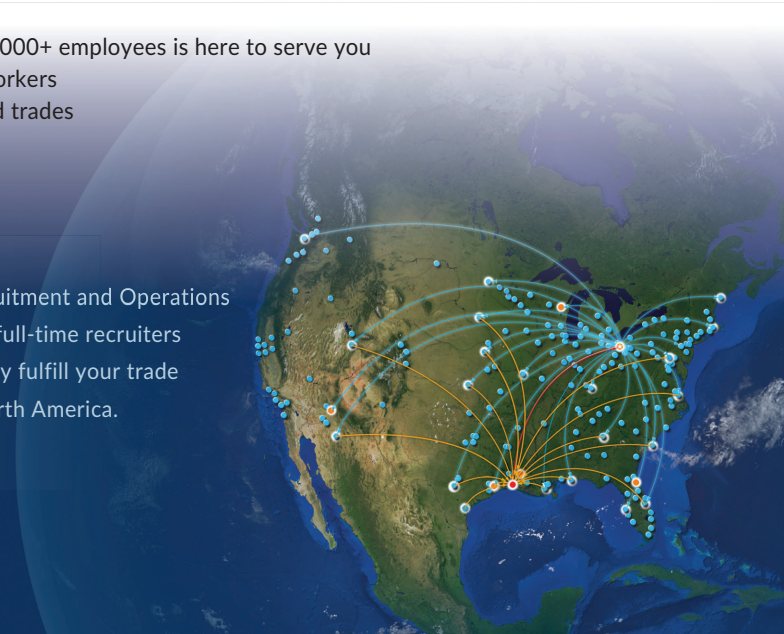 000+ employees is here to serve you
orkers
d trades
uitment and Operations
full-time recruiters
y fulfill your trade
rth America.